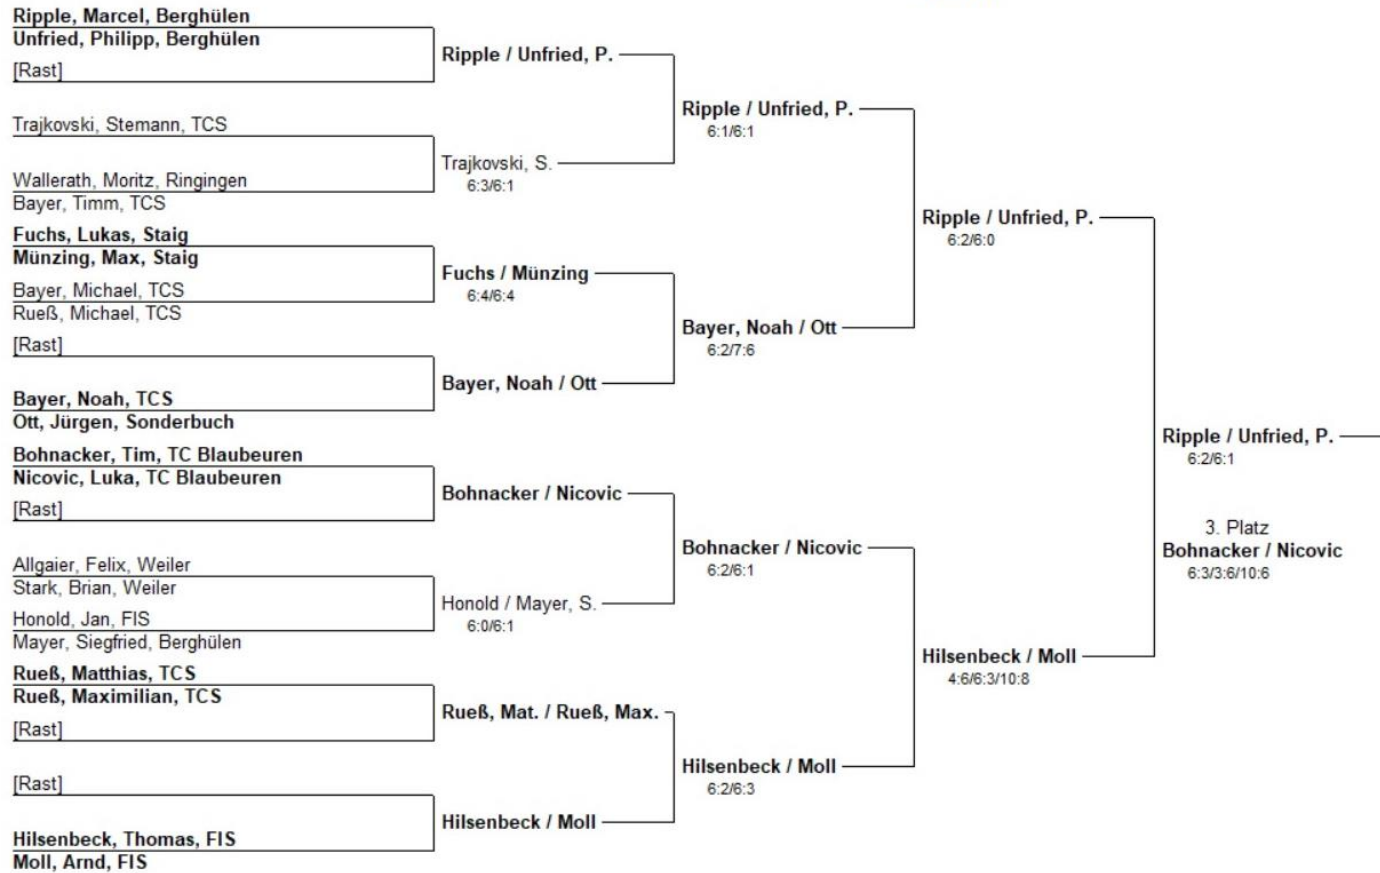 Ripple, Marcel, Berghülen
Unfried, Philipp, Berghülen
[Rast]
Trajkovski, Stemann, TCS
Wallerath, Moritz, Ringingen
Bayer, Timm, TCS
Fuchs, Lukas, Staig
Münzing, Max, Staig
Bayer, Michael, TCS
Rueß, Michael, TCS
[Rast]
Bayer, Noah, TCS
Ott, Jürgen, Sonderbuch
Bohnacker, Tim, TC Blaubeuren
Nicovic, Luka, TC Blaubeuren
[Rast]
Allgaier, Felix, Weiler
Stark, Brian, Weiler
Honold, Jan, FIS
Mayer, Siegfried, Berghülen
Rueß, Matthias, TCS
Rueß, Maximilian, TCS
[Rast]
[Rast]
Hilsenbeck, Thomas, FIS
Moll, Arnd, FIS
Ripple / Unfried, P.
Trajkovski, S.
6:3/6:1
Fuchs / Münzing
6:4/6:4
Bayer, Noah / Ott
Bohnacker / Nicovic
Honold / Mayer, S.
6:0/6:1
Rueß, Mat. / Rueß, Max.
Hilsenbeck / Moll
Ripple / Unfried, P.
6:1/6:1
Bayer, Noah / Ott
6:2/7:6
Bohnacker / Nicovic
6:2/6:1
Hilsenbeck / Moll
6:2/6:3
Ripple / Unfried, P.
6:2/6:0
Hilsenbeck / Moll
4:6/6:3/10:8
Ripple / Unfried, P.
6:2/6:1
3. Platz
Bohnacker / Nicovic
6:3/3:6/10:6